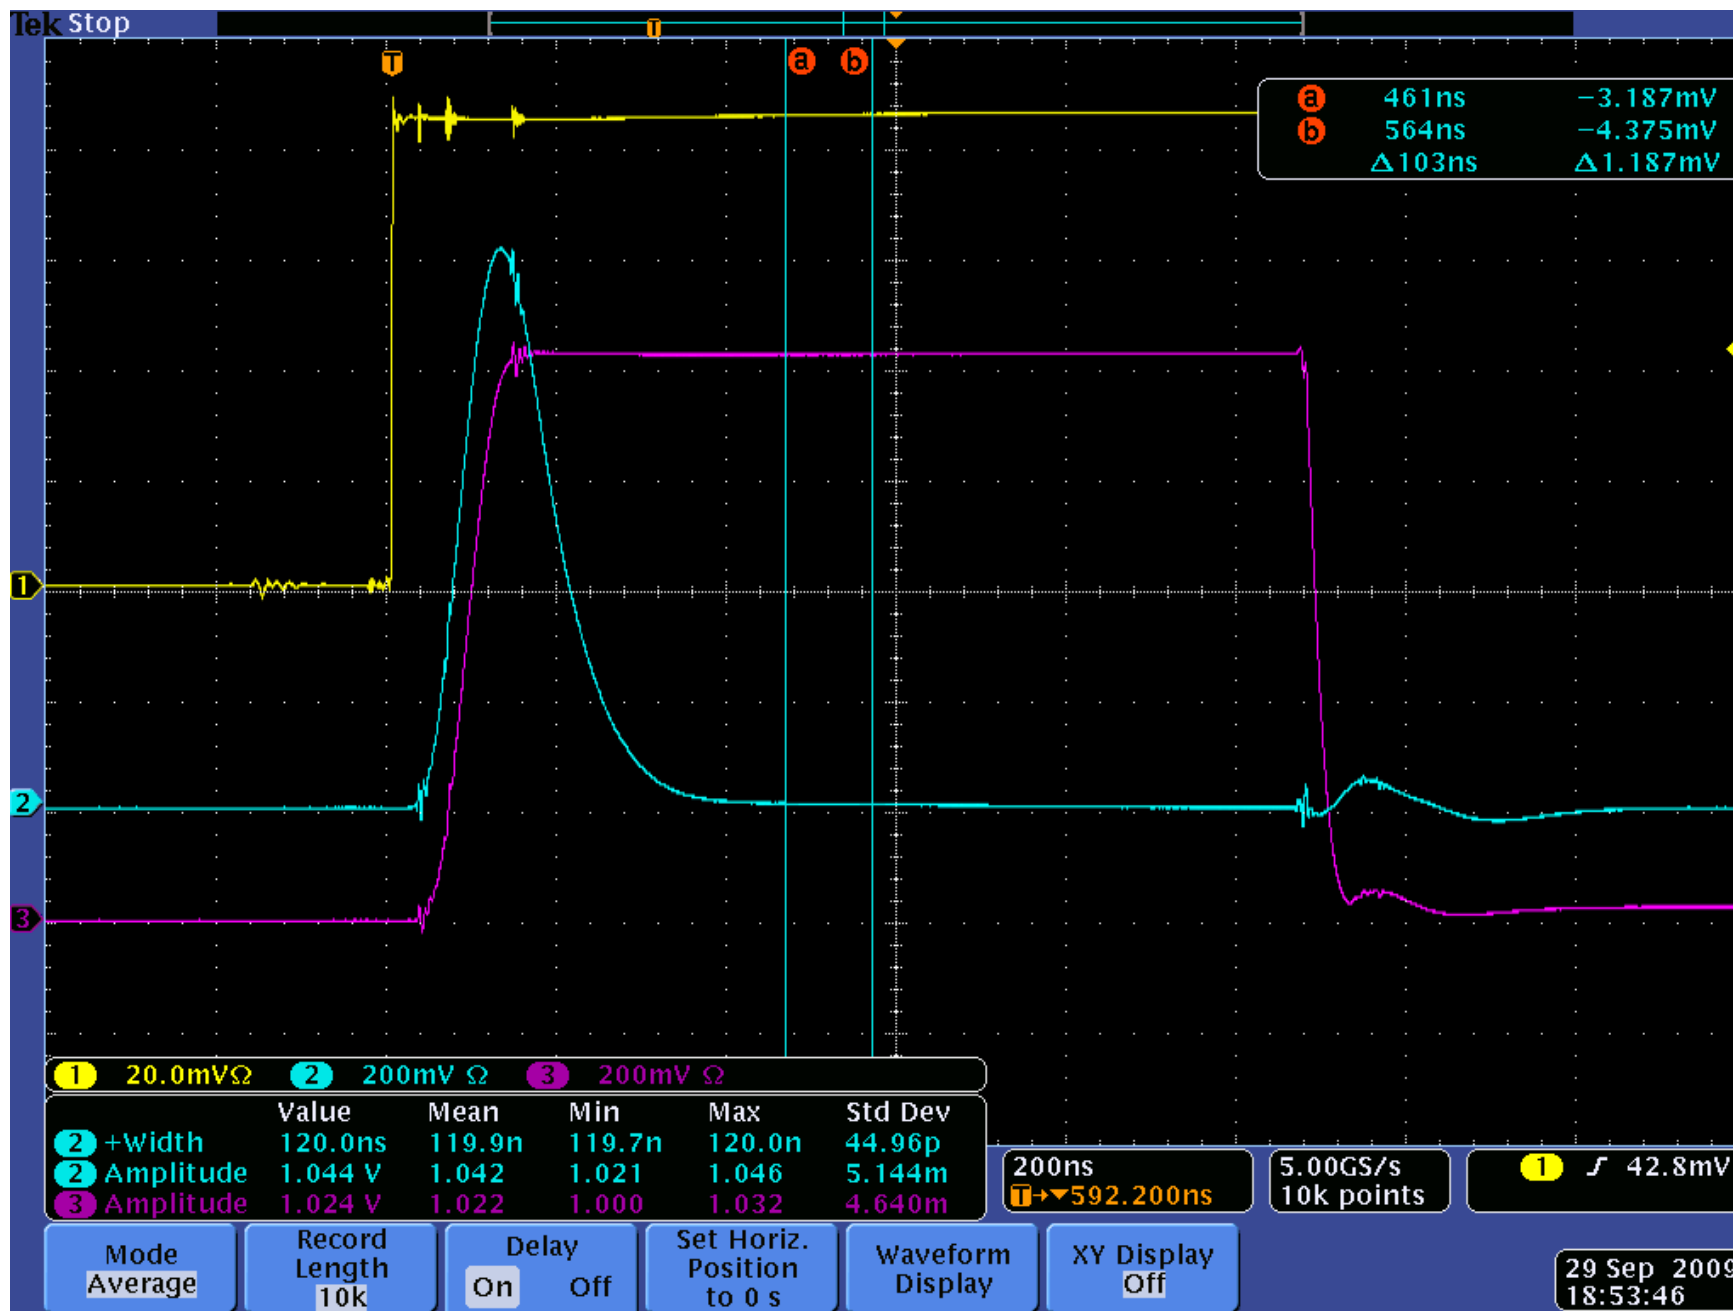 Tek Stop
T
T a b
a 461ns −3.187mV
b 564ns −4.375mV
Δ103ns Δ1.187mV
1
2
3
1 20.0mVΩ 2 200mV Ω 3 200mV Ω
Value Mean Min Max Std Dev
2 +Width 120.0ns 119.9n 119.7n 120.0n 44.96p
2 Amplitude 1.044 V 1.042 1.021 1.046 5.144m
3 Amplitude 1.024 V 1.022 1.000 1.032 4.640m
200ns
T→▼592.200ns
5.00GS/s
10k points
1 ∫ 42.8mV
Mode
Average
Record
Length
10k
Delay
On Off
Set Horiz.
Position
to 0 s
Waveform
Display
XY Display
Off
29 Sep 2009
18:53:46